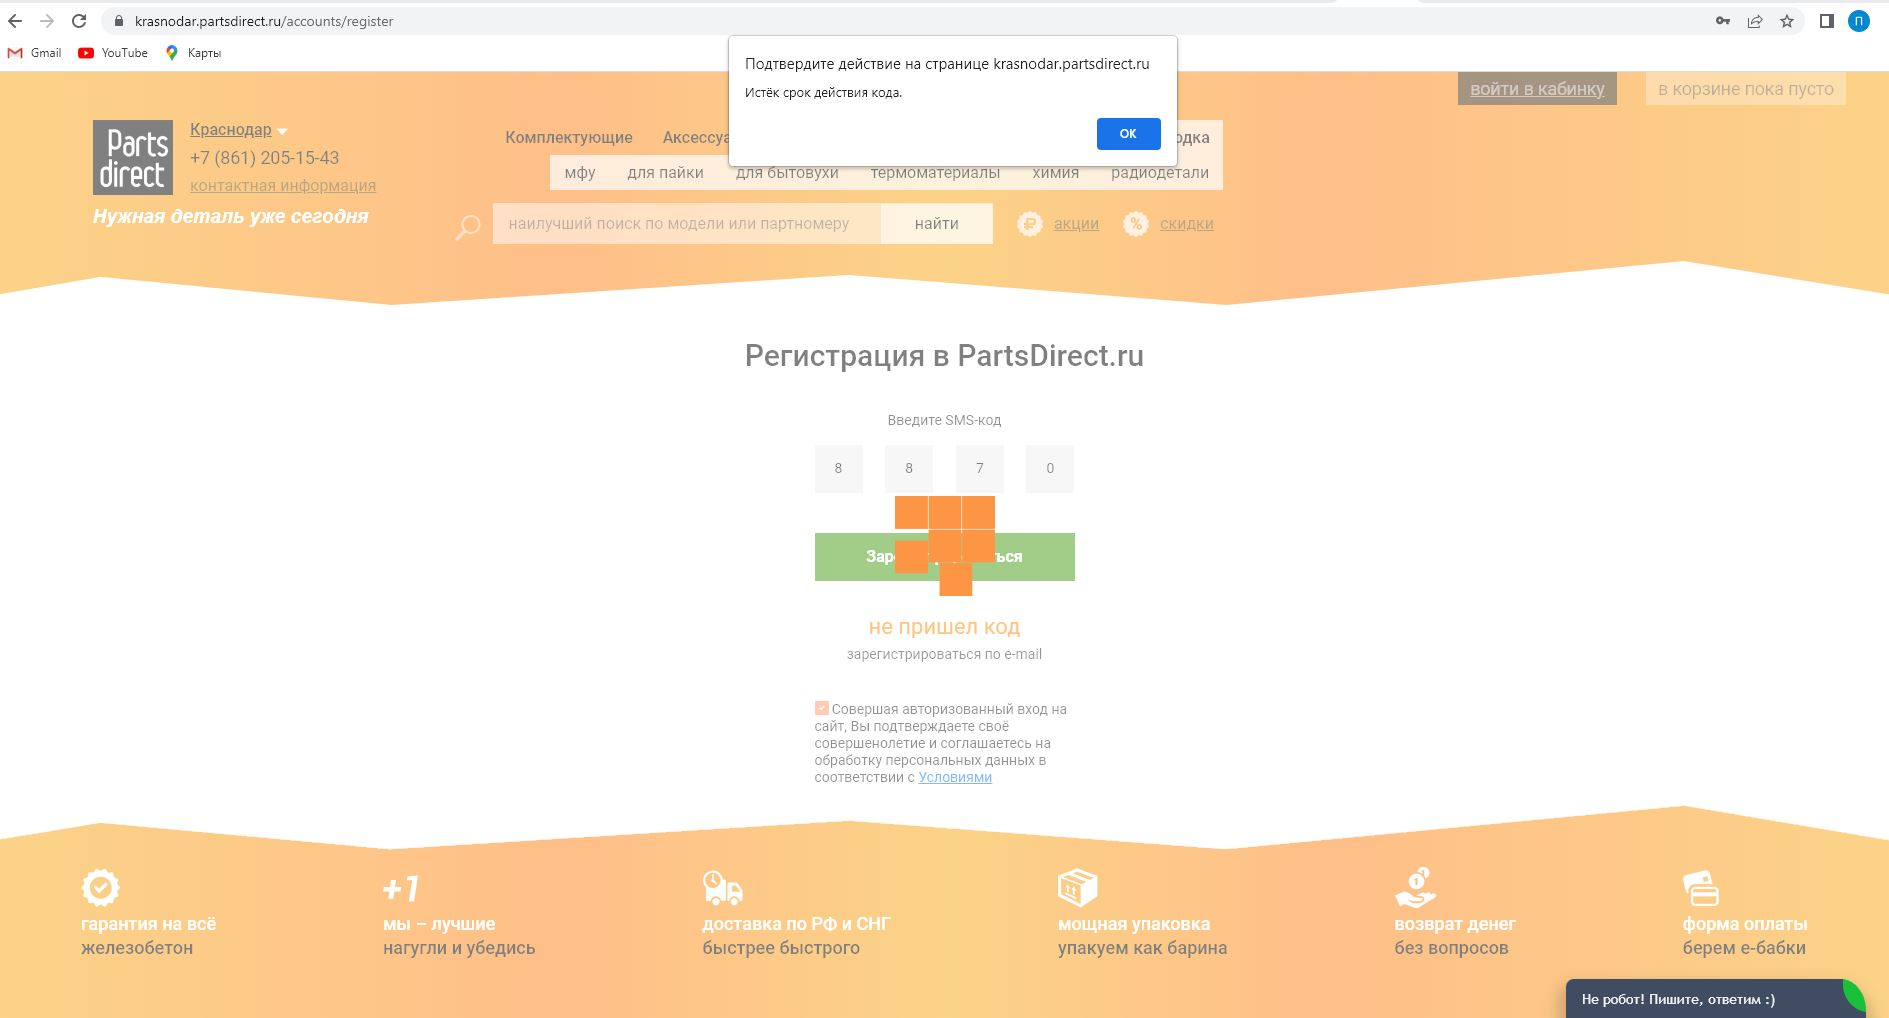 krasnodar.partsdirect.ru/accounts/register
Gmail
YouTube
Карты
Подтвердите действие на странице krasnodar.partsdirect.ru
Истёк срок действия кода.
ОК
П
войти в кабинку
в корзине пока пусто
Parts
direct
Краснодар
+7 (861) 205-15-43
контактная информация
Нужная деталь уже сегодня
Комплектующие
мфу
для пайки
для бытовухи
термоматериалы
химия
радиодетали
наилучший поиск по модели или партномеру
найти
акции
скидки
Регистрация в PartsDirect.ru
Введите SMS-код
8 8 7 0
не пришел код
зарегистрироваться по e-mail
Совершая авторизованный вход на
сайт, Вы подтверждаете своё
совершенолетие и соглашаетесь на
обработку персональных данных в
соответствии с Условиями
гарантия на всё
железобетон
+1
мы – лучшие
нагугли и убедись
доставка по РФ и СНГ
быстрее быстрого
мощная упаковка
упакуем как барина
возврат денег
без вопросов
форма оплаты
берем е-бабки
Не робот! Пишите, ответим :)